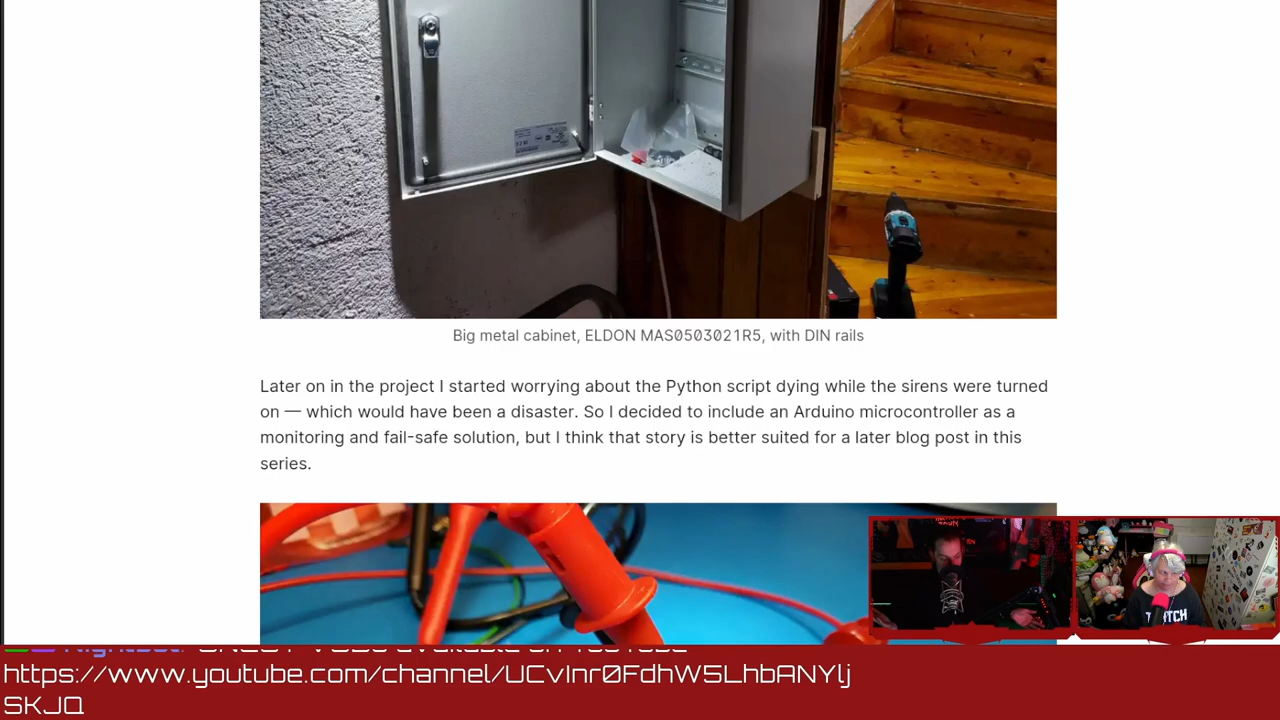 Big metal cabinet, ELDON MAS0503021R5, with DIN rails
Later on in the project I started worrying about the Python script dying while the sirens were turned
on — which would have been a disaster. So I decided to include an Arduino microcontroller as a
monitoring and fail-safe solution, but I think that story is better suited for a later blog post in this
series.
https://www.youtube.com/channel/UCvInr0FdhW5LhbANYlj
SKJQ